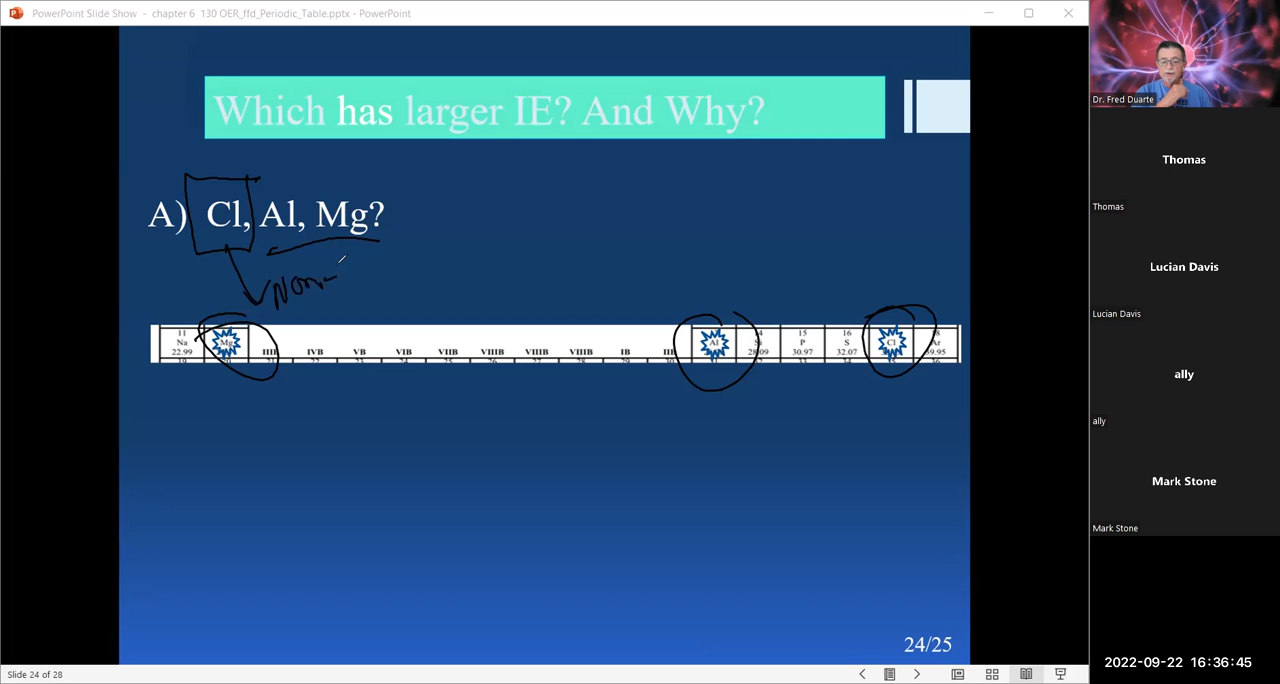 PowerPoint Slide Show - chapter 6 130 OER_ffd_Periodic_Table.pptx - PowerPoint
Which has larger IE? And Why?
A) Cl, Al, Mg?
11 15 16
Na Mg Al P S Cl Ar
22.99 IIIB IVB VB VIB VIIB VIIIB VIIIB VIIIB IB 28.09 30.97 32.07
24/25
Slide 24 of 28
Dr. Fred Duarte
Thomas
Thomas
Lucian Davis
Lucian Davis
ally
ally
Mark Stone
Mark Stone
2022-09-22 16:36:45